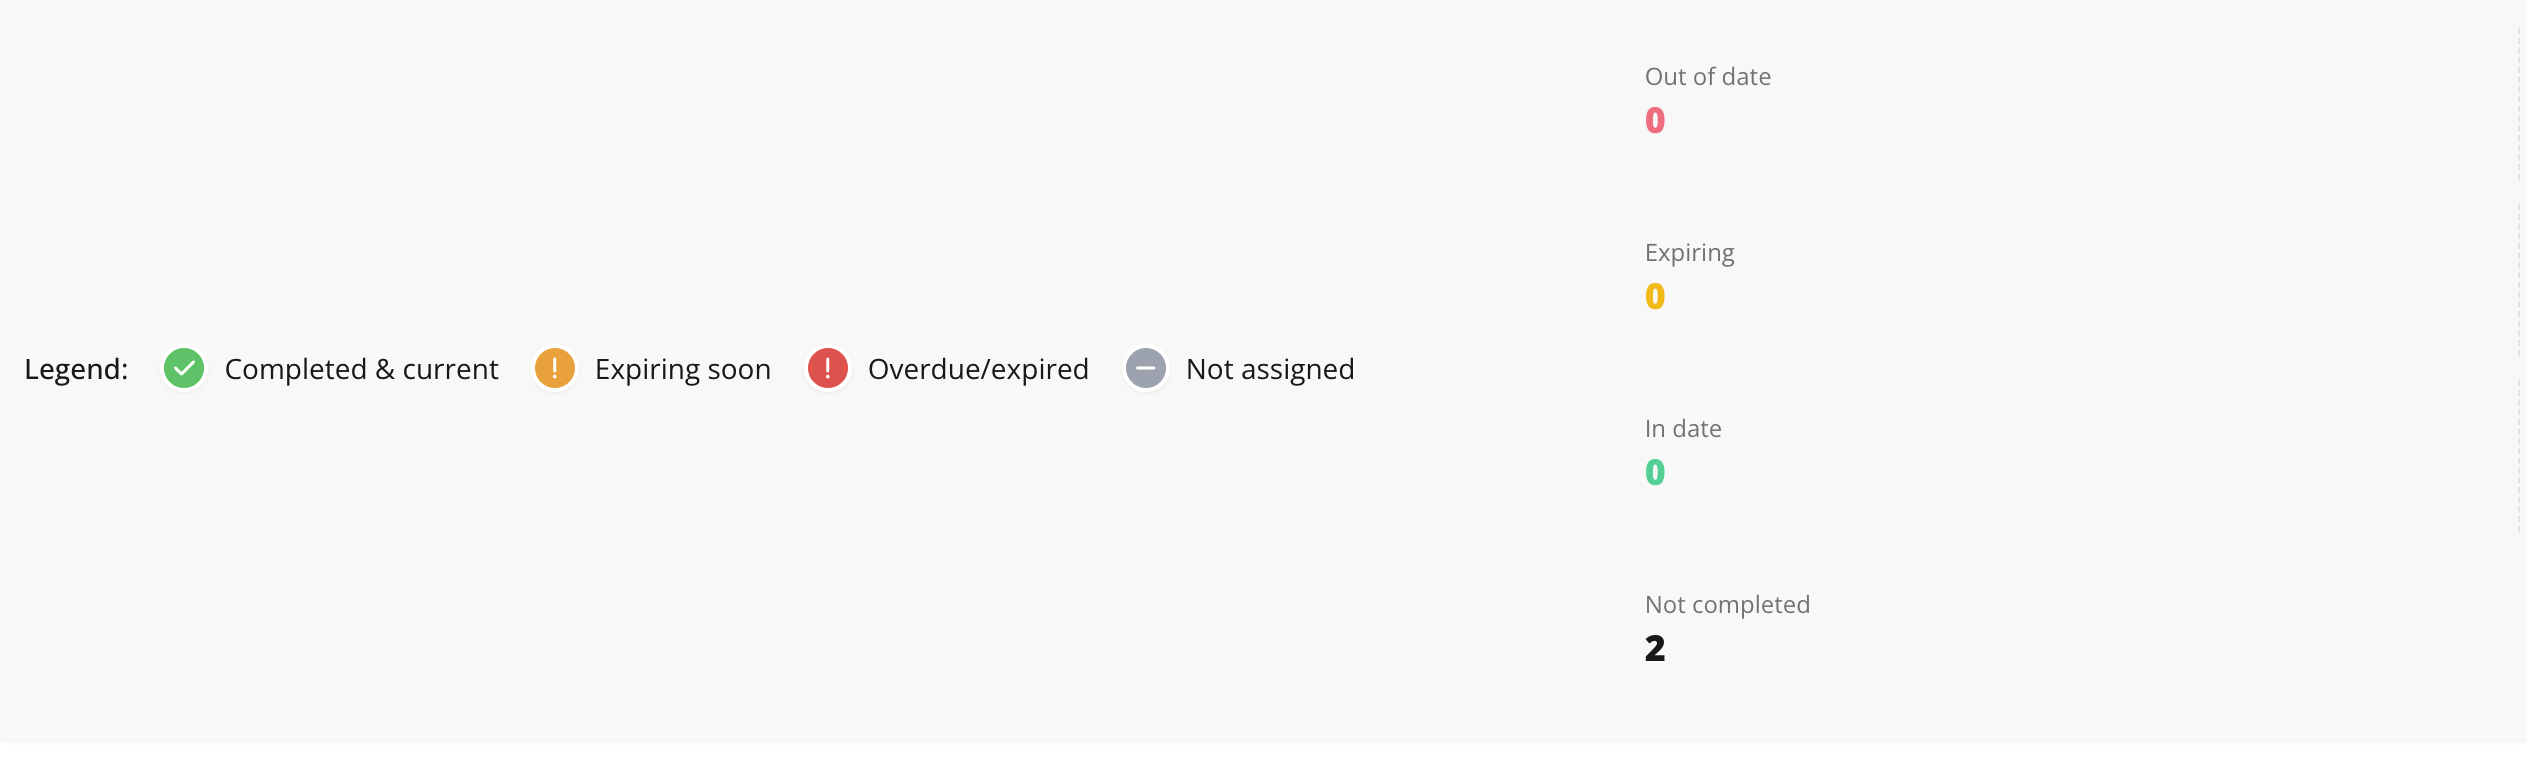 Legend: Completed & current Expiring soon Overdue/expired Not assigned
Out of date
0
Expiring
0
In date
0
Not completed
2